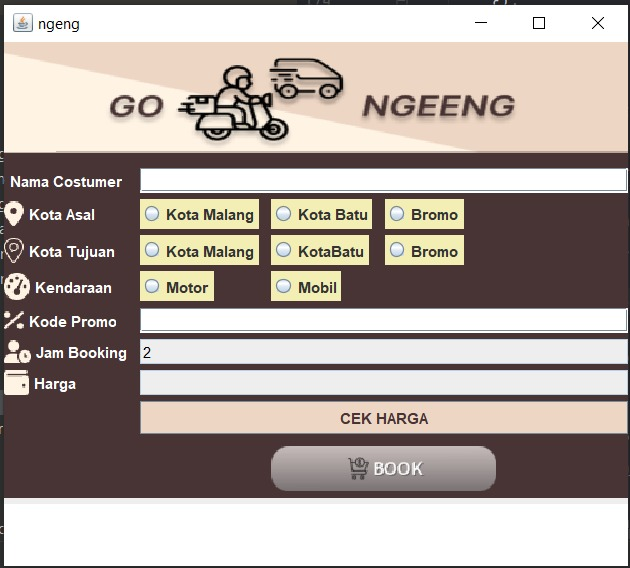 ngeng
GO NGEENG
Nama Costumer
Kota Asal Kota Malang Kota Batu Bromo
Kota Tujuan Kota Malang KotaBatu Bromo
Kendaraan Motor Mobil
Kode Promo
Jam Booking 2
Harga
CEK HARGA
BOOK